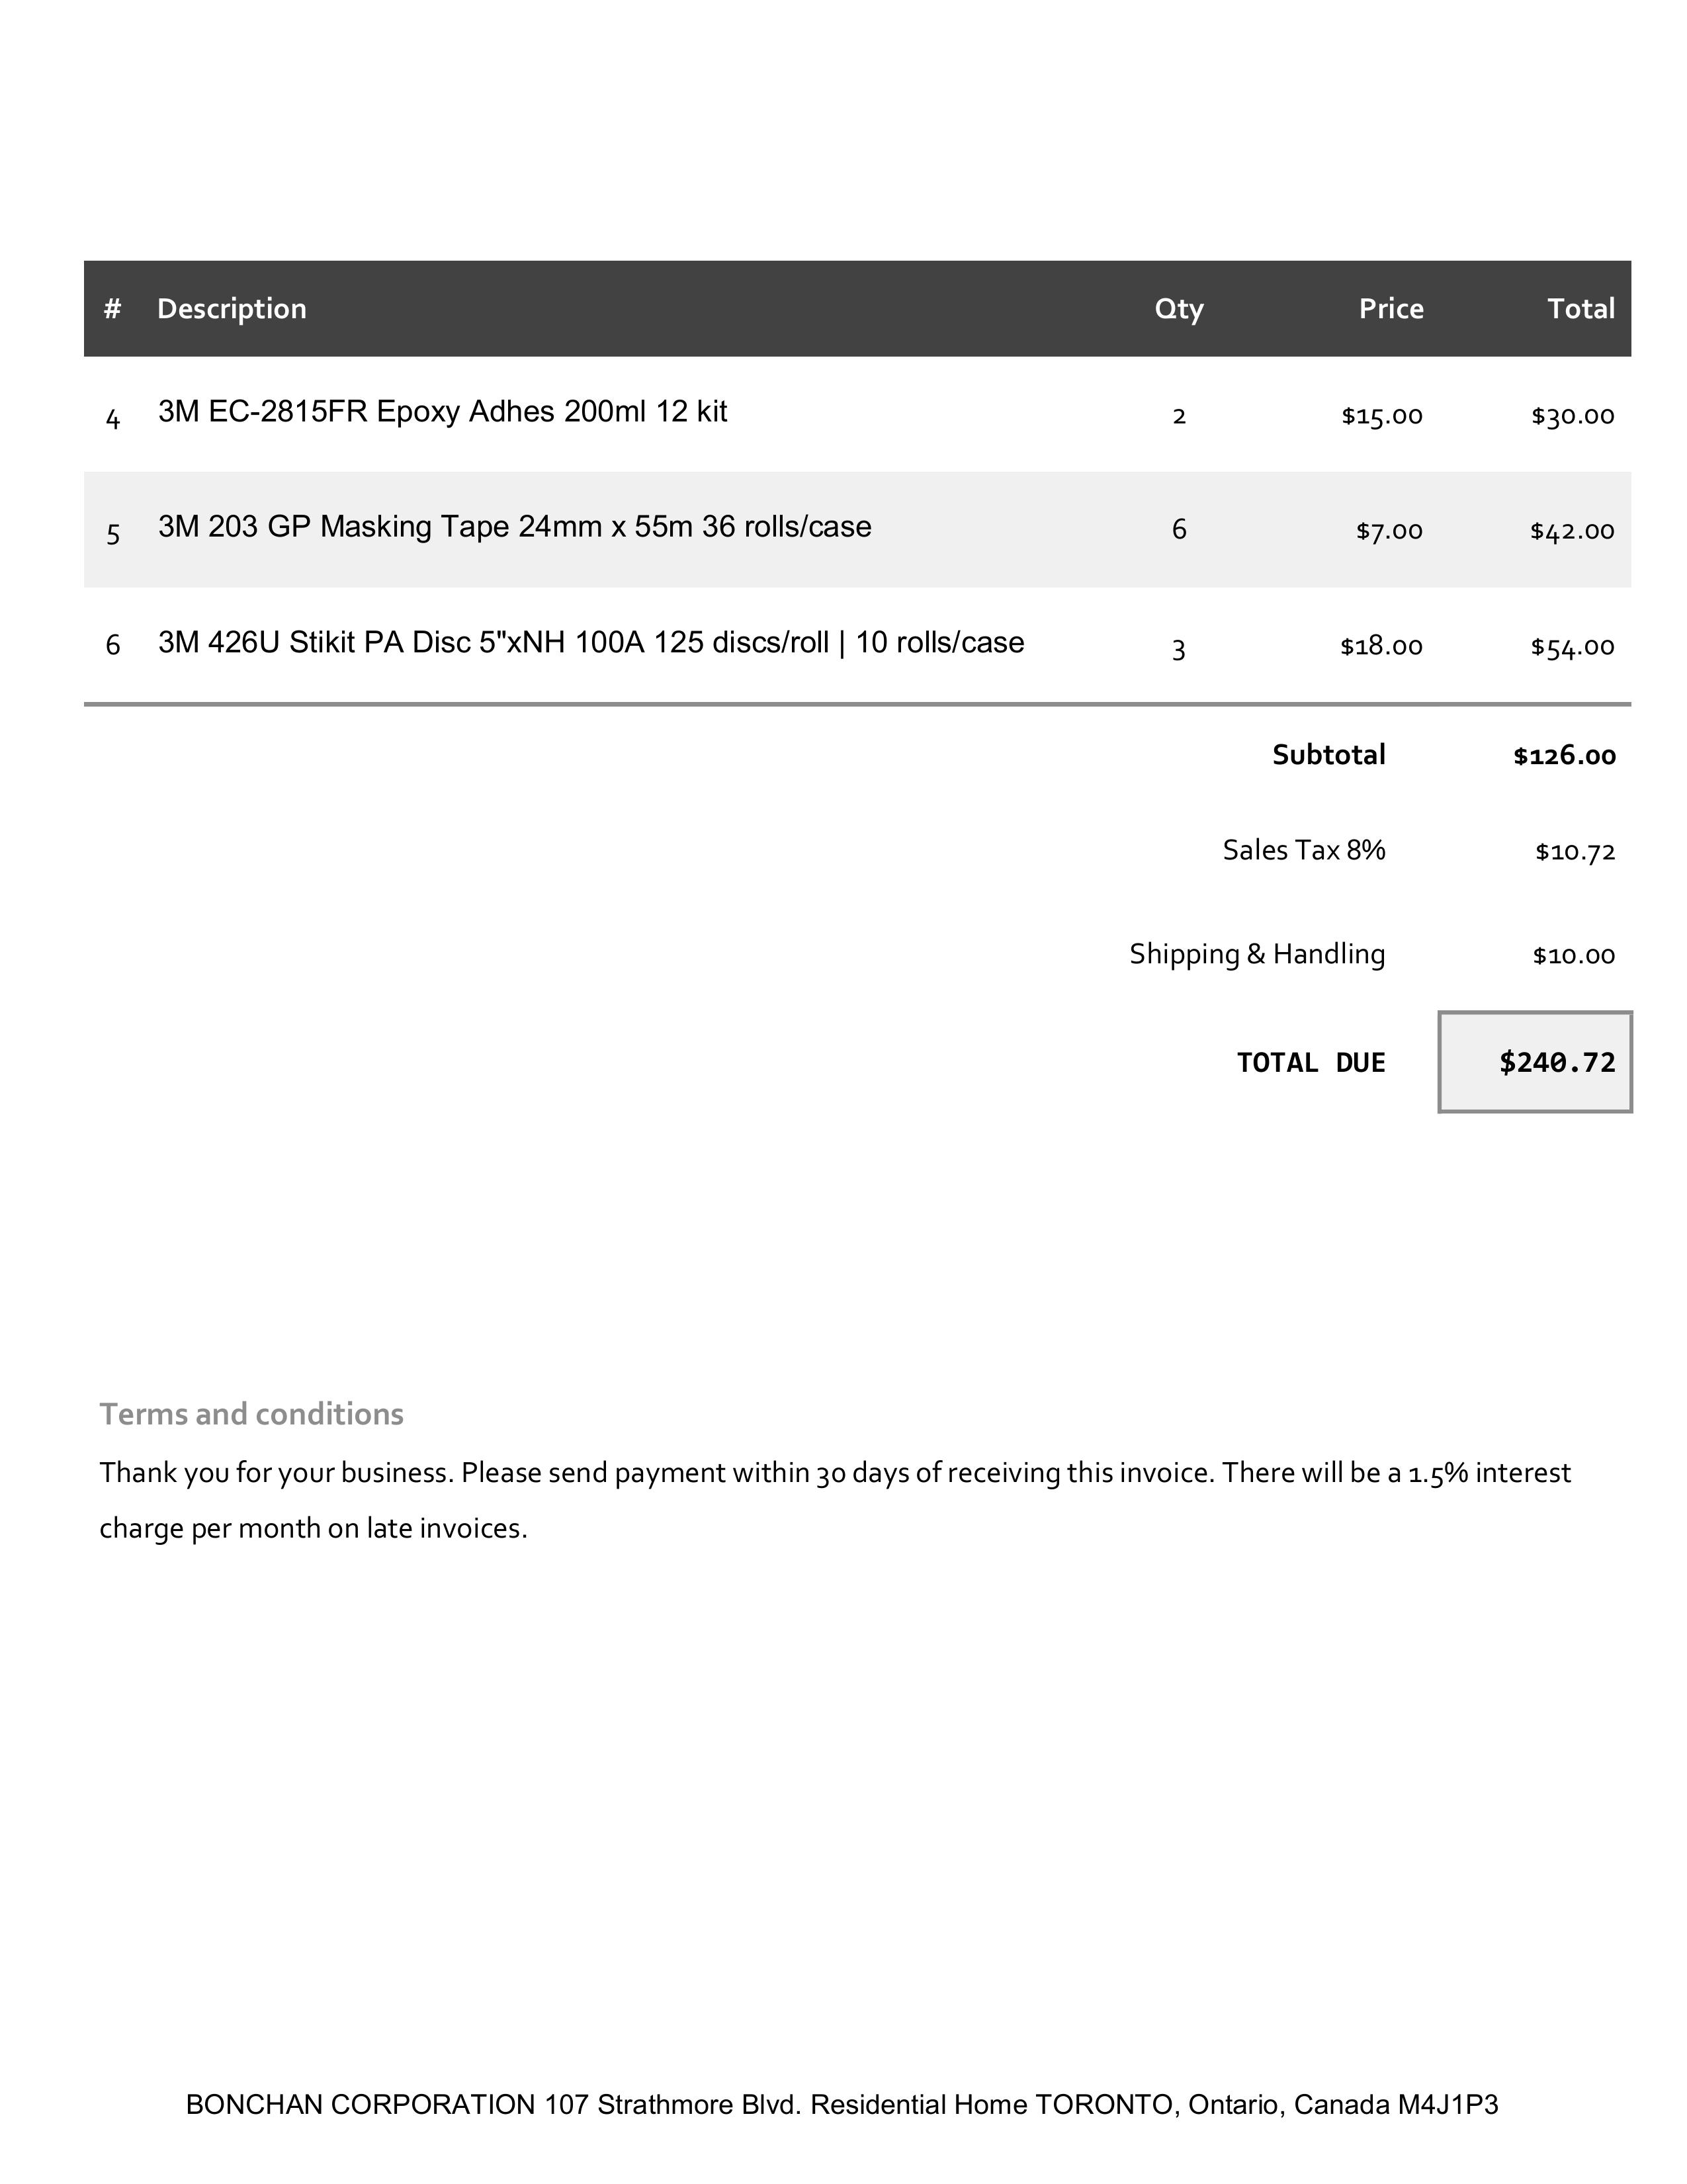 # Description Qty Price Total
4 3M EC-2815FR Epoxy Adhes 200ml 12 kit 2 $15.00 $30.00
5 3M 203 GP Masking Tape 24mm x 55m 36 rolls/case 6 $7.00 $42.00
6 3M 426U Stikit PA Disc 5"xNH 100A 125 discs/roll | 10 rolls/case 3 $18.00 $54.00
Subtotal $126.00
Sales Tax 8% $10.72
Shipping & Handling $10.00
TOTAL DUE $240.72
Terms and conditions
Thank you for your business. Please send payment within 30 days of receiving this invoice. There will be a 1.5% interest
charge per month on late invoices.
BONCHAN CORPORATION 107 Strathmore Blvd. Residential Home TORONTO, Ontario, Canada M4J1P3